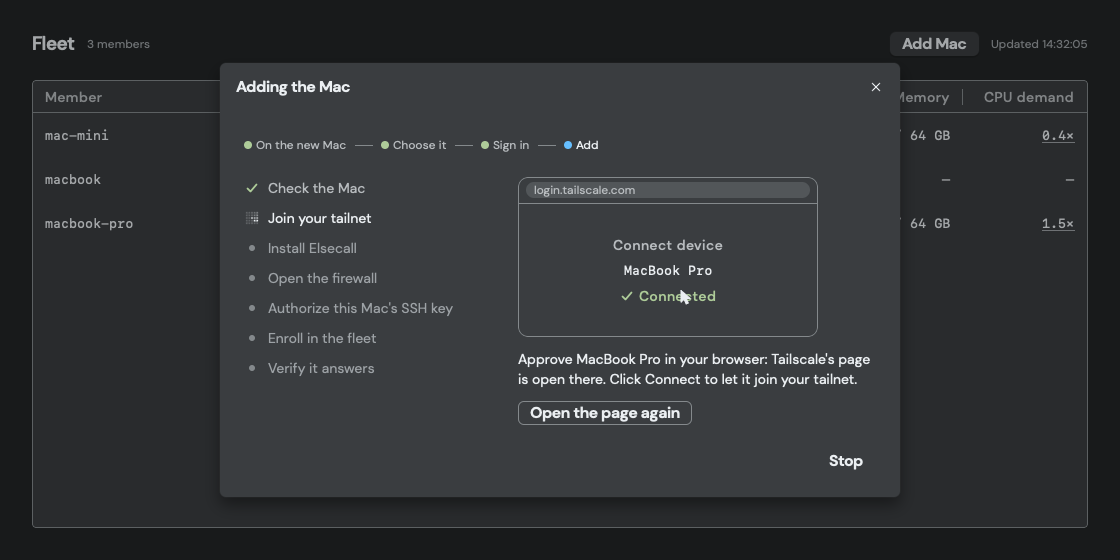 Fleet 3 members Add Mac Updated 14:32:05
Adding the Mac ×
Member Memory CPU demand
mac-mini 64 GB 0.4×
macbook — —
macbook-pro 64 GB 1.5×
On the new Mac Choose it Sign in Add
Check the Mac
Join your tailnet
Install Elsecall
Open the firewall
Authorize this Mac's SSH key
Enroll in the fleet
Verify it answers
login.tailscale.com
Connect device
MacBook Pro
Connected
Approve MacBook Pro in your browser: Tailscale's page
is open there. Click Connect to let it join your tailnet.
Open the page again
Stop